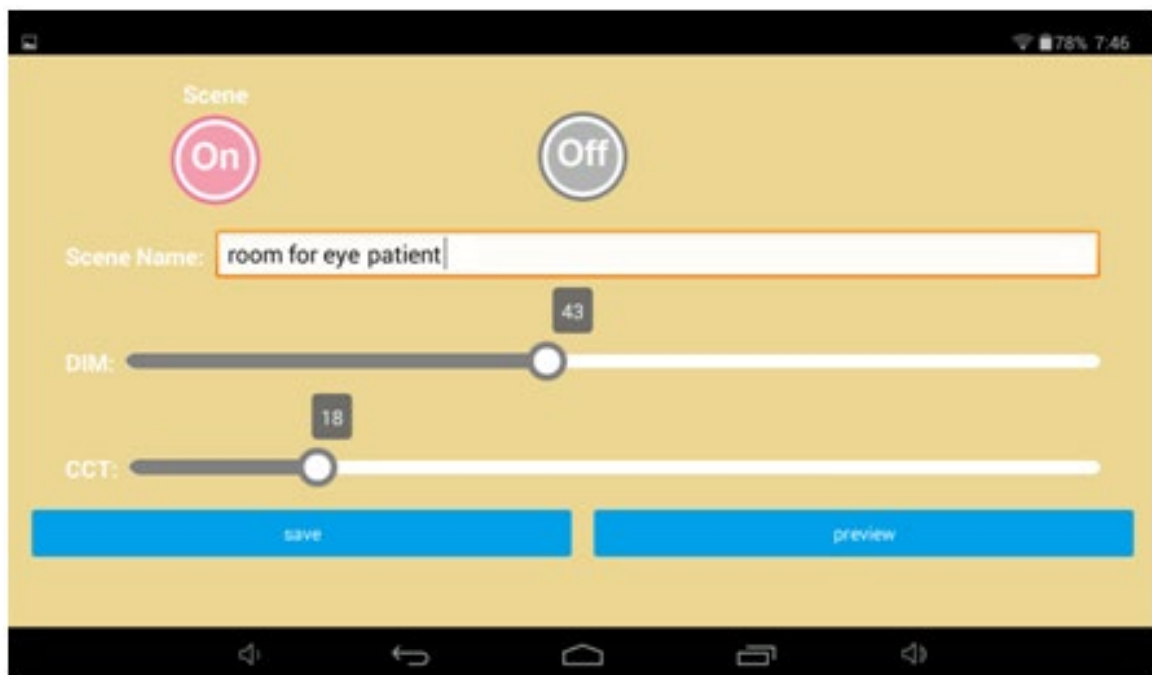 78% 7:46
Scene
On
Off
Scene Name: room for eye patient
43
DIM:
18
CCT:
save preview